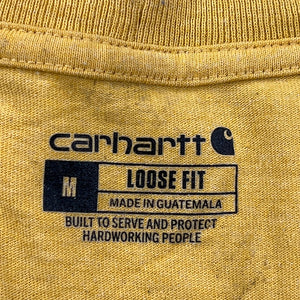 carhartt
M LOOSE FIT
MADE IN GUATEMALA
BUILT TO SERVE AND PROTECT
HARDWORKING PEOPLE